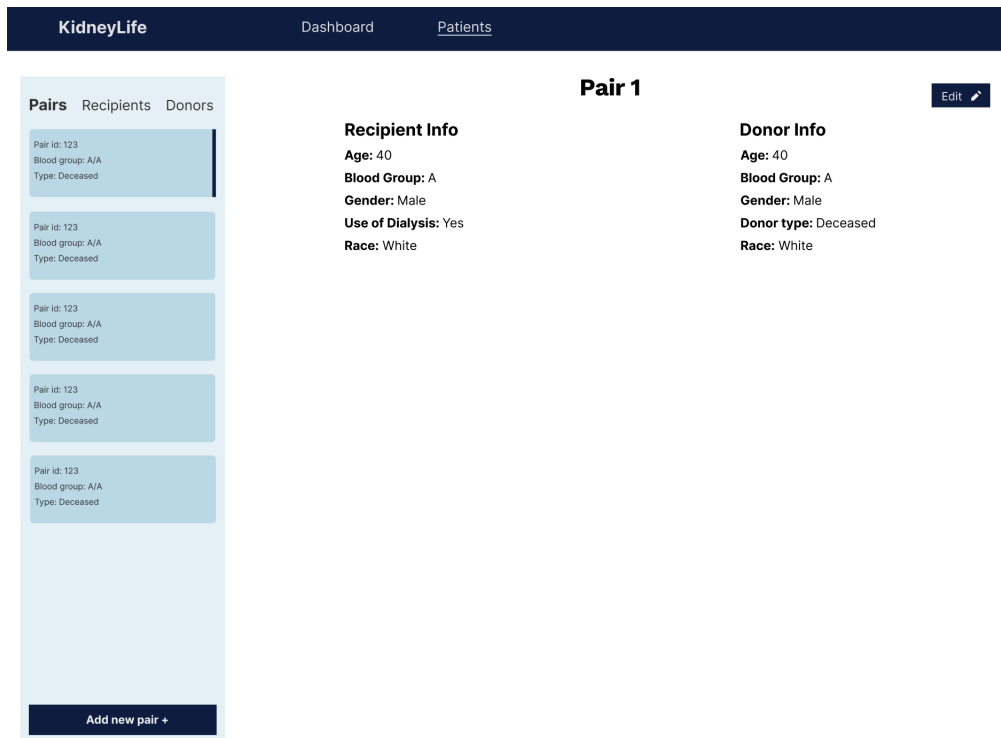 KidneyLife Dashboard Patients
Pairs Recipients Donors
Pair id: 123
Blood group: A/A
Type: Deceased
Pair id: 123
Blood group: A/A
Type: Deceased
Pair id: 123
Blood group: A/A
Type: Deceased
Pair id: 123
Blood group: A/A
Type: Deceased
Pair id: 123
Blood group: A/A
Type: Deceased
Add new pair +
Pair 1
Edit
Recipient Info
Age: 40
Blood Group: A
Gender: Male
Use of Dialysis: Yes
Race: White
Donor Info
Age: 40
Blood Group: A
Gender: Male
Donor type: Deceased
Race: White